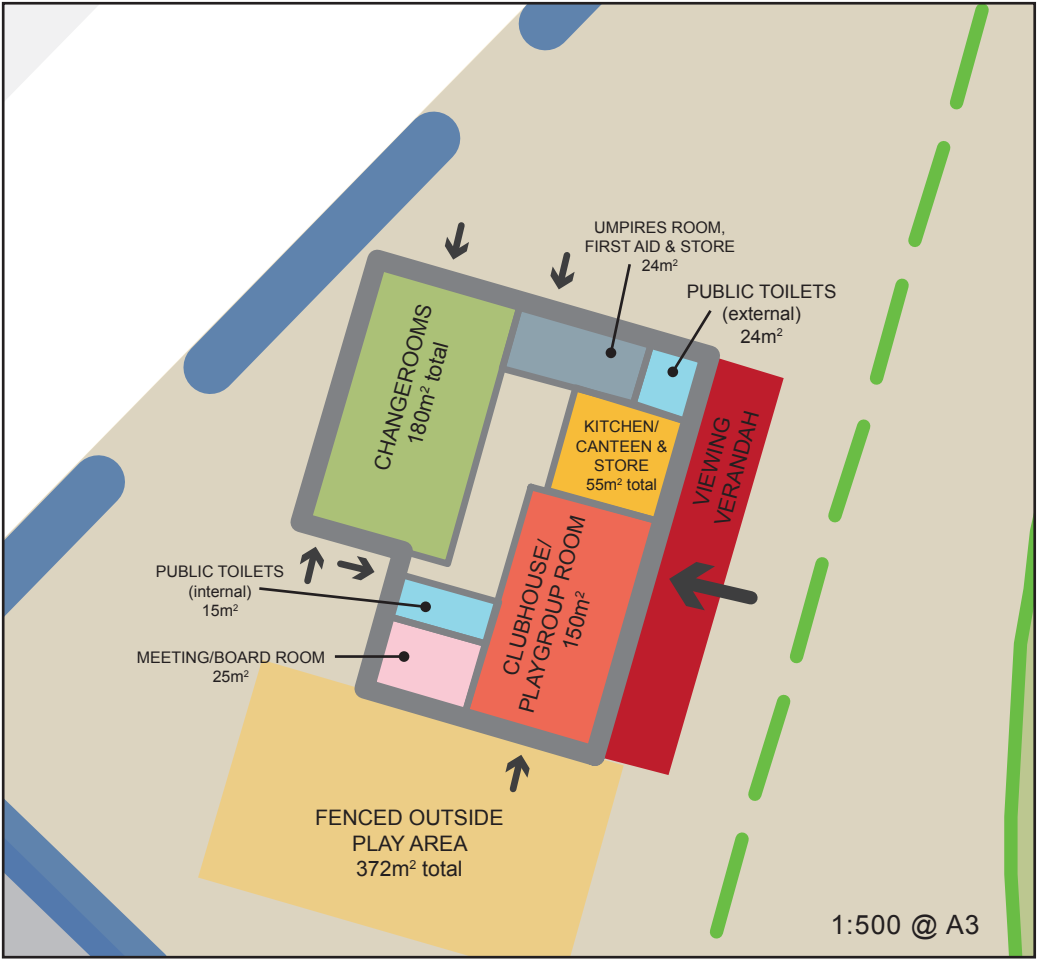 UMPIRES ROOM,
FIRST AID & STORE
24m²
PUBLIC TOILETS
(external)
24m²
CHANGEROOMS
180m² total
KITCHEN/
CANTEEN &
STORE
55m² total
VIEWING
VERANDAH
CLUBHOUSE/
PLAYGROUP ROOM
150m²
PUBLIC TOILETS
(internal)
15m²
MEETING/BOARD ROOM
25m²
FENCED OUTSIDE
PLAY AREA
372m² total
1:500 @ A3